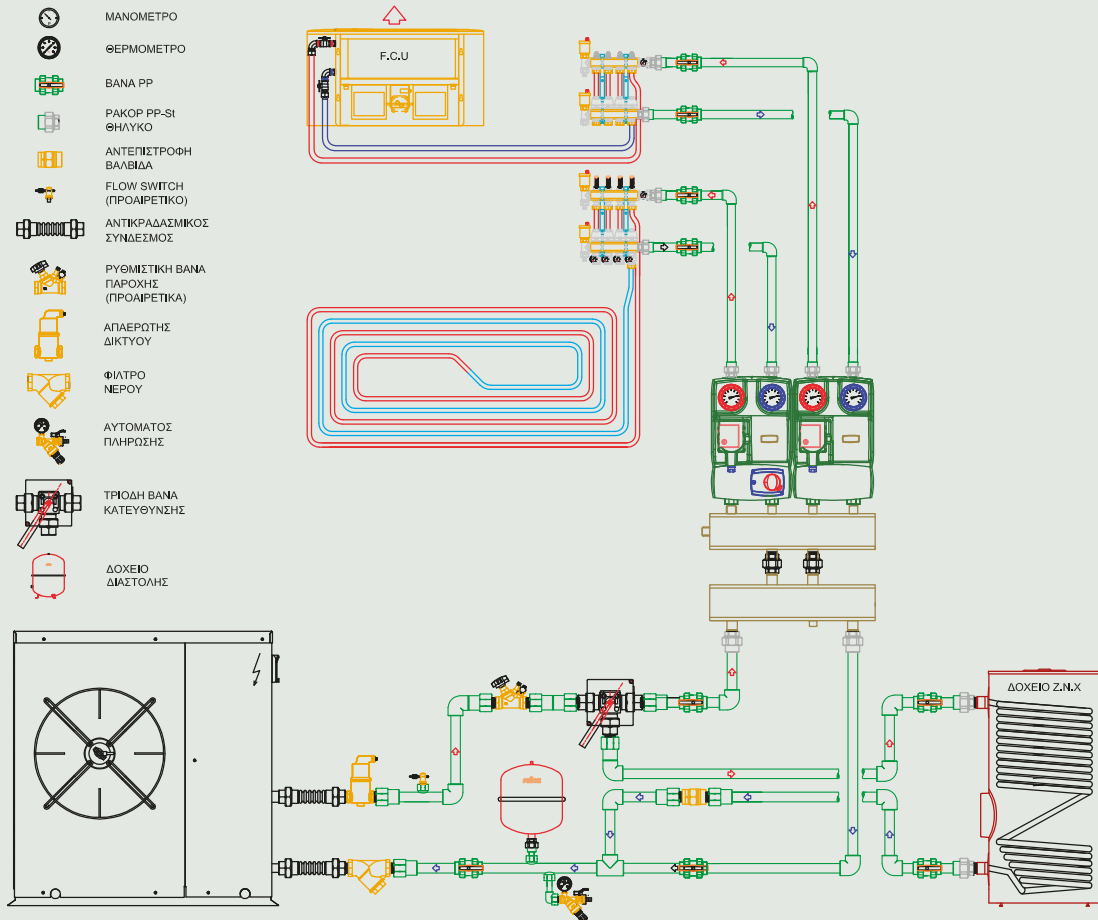 ΜΑΝΟΜΕΤΡΟ
ΘΕΡΜΟΜΕΤΡΟ
ΒΑΝΑ PP
ΡΑΚΟΡ PP-St
ΘΗΛΥΚΟ
ΑΝΤΕΠΙΣΤΡΟΦΗ
ΒΑΛΒΙΔΑ
FLOW SWITCH
(ΠΡΟΑΙΡΕΤΙΚΟ)
ΑΝΤΙΚΡΑΔΑΣΜΙΚΟΣ
ΣΥΝΔΕΣΜΟΣ
ΡΥΘΜΙΣΤΙΚΗ ΒΑΝΑ
ΠΑΡΟΧΗΣ
(ΠΡΟΑΙΡΕΤΙΚΑ)
ΑΠΑΕΡΩΤΗΣ
ΔΙΚΤΥΟΥ
ΦΙΛΤΡΟ
ΝΕΡΟΥ
ΑΥΤΟΜΑΤΟΣ
ΠΛΗΡΩΣΗΣ
ΤΡΙΟΔΗ ΒΑΝΑ
ΚΑΤΕΥΘΥΝΣΗΣ
ΔΟΧΕΙΟ
ΔΙΑΣΤΟΛΗΣ
F.C.U
ΔΟΧΕΙΟ Ζ.Ν.Χ